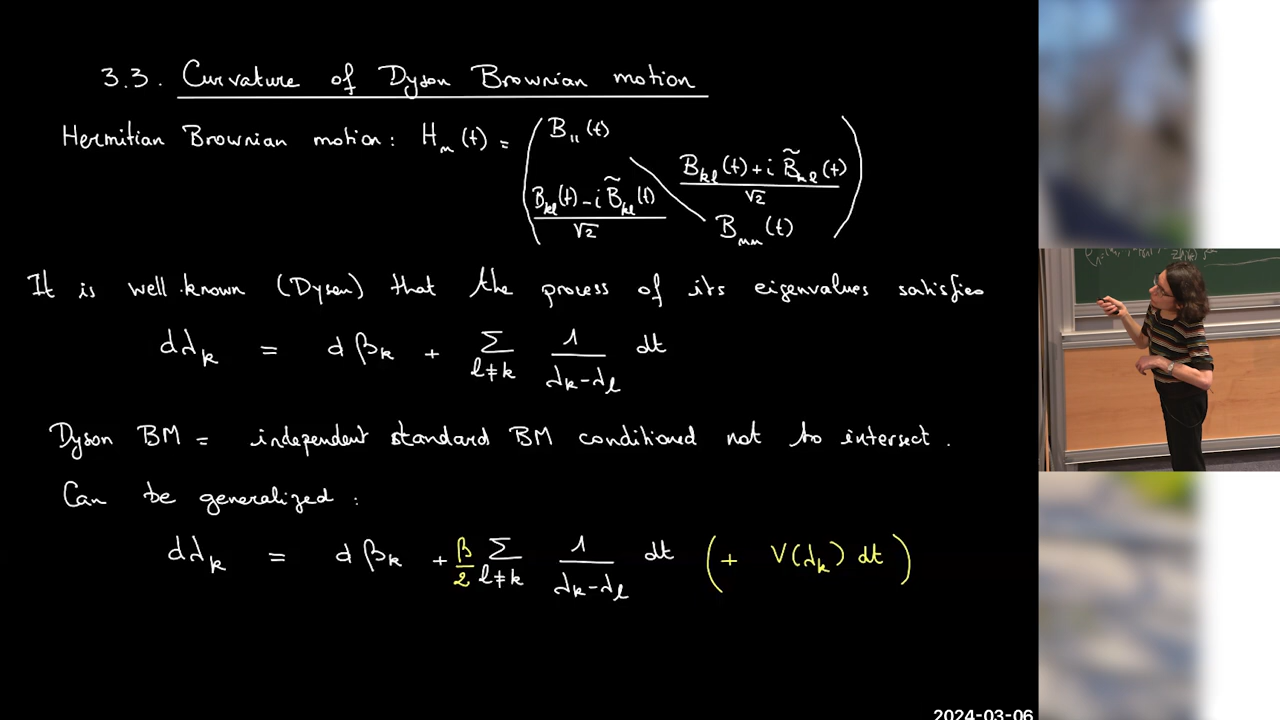 3.3. Curvature of Dyson Brownian motion
Hermitian Brownian motion: H_n(t) = ( B_11(t)   (B_kl(t) + i B̃_kl(t))/√2
(B_kl(t) - i B̃_kl(t))/√2   B_nn(t) )
It is well-known (Dyson) that the process of its eigenvalues satisfies
dλ_k = dβ_k + Σ_{l≠k} 1/(λ_k-λ_l) dt
Dyson BM = independent standard BM conditioned not to intersect.
Can be generalized:
dλ_k = dβ_k + β/2 Σ_{l≠k} 1/(λ_k-λ_l) dt (+ V(λ_k) dt)
2024-03-06